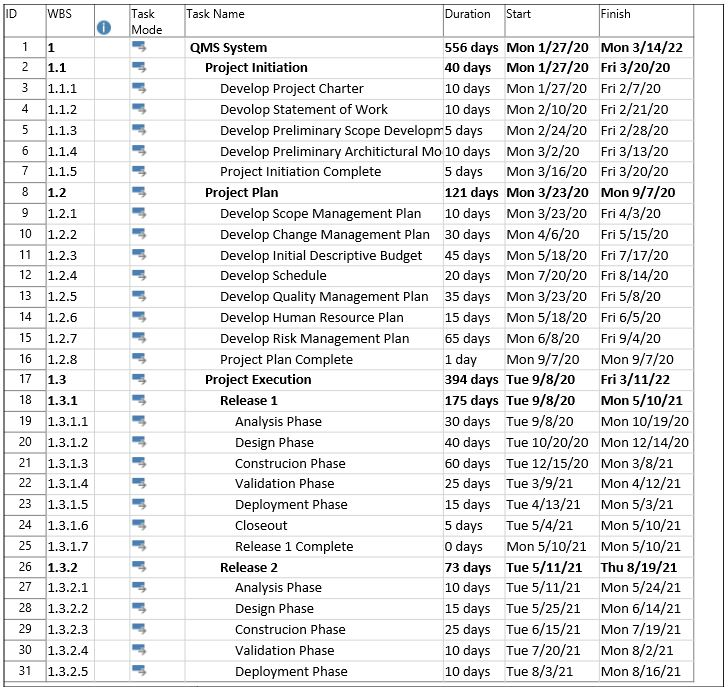 ID WBS Task Mode Task Name Duration Start Finish
1 1 QMS System 556 days Mon 1/27/20 Mon 3/14/22
2 1.1 Project Initiation 40 days Mon 1/27/20 Fri 3/20/20
3 1.1.1 Develop Project Charter 10 days Mon 1/27/20 Fri 2/7/20
4 1.1.2 Devolop Statement of Work 10 days Mon 2/10/20 Fri 2/21/20
5 1.1.3 Develop Preliminary Scope Developm 5 days Mon 2/24/20 Fri 2/28/20
6 1.1.4 Develop Preliminary Architictural Mo 10 days Mon 3/2/20 Fri 3/13/20
7 1.1.5 Project Initiation Complete 5 days Mon 3/16/20 Fri 3/20/20
8 1.2 Project Plan 121 days Mon 3/23/20 Mon 9/7/20
9 1.2.1 Develop Scope Management Plan 10 days Mon 3/23/20 Fri 4/3/20
10 1.2.2 Develop Change Management Plan 30 days Mon 4/6/20 Fri 5/15/20
11 1.2.3 Develop Initial Descriptive Budget 45 days Mon 5/18/20 Fri 7/17/20
12 1.2.4 Develop Schedule 20 days Mon 7/20/20 Fri 8/14/20
13 1.2.5 Develop Quality Management Plan 35 days Mon 3/23/20 Fri 5/8/20
14 1.2.6 Develop Human Resource Plan 15 days Mon 5/18/20 Fri 6/5/20
15 1.2.7 Develop Risk Management Plan 65 days Mon 6/8/20 Fri 9/4/20
16 1.2.8 Project Plan Complete 1 day Mon 9/7/20 Mon 9/7/20
17 1.3 Project Execution 394 days Tue 9/8/20 Fri 3/11/22
18 1.3.1 Release 1 175 days Tue 9/8/20 Mon 5/10/21
19 1.3.1.1 Analysis Phase 30 days Tue 9/8/20 Mon 10/19/20
20 1.3.1.2 Design Phase 40 days Tue 10/20/20 Mon 12/14/20
21 1.3.1.3 Construcion Phase 60 days Tue 12/15/20 Mon 3/8/21
22 1.3.1.4 Validation Phase 25 days Tue 3/9/21 Mon 4/12/21
23 1.3.1.5 Deployment Phase 15 days Tue 4/13/21 Mon 5/3/21
24 1.3.1.6 Closeout 5 days Tue 5/4/21 Mon 5/10/21
25 1.3.1.7 Release 1 Complete 0 days Mon 5/10/21 Mon 5/10/21
26 1.3.2 Release 2 73 days Tue 5/11/21 Thu 8/19/21
27 1.3.2.1 Analysis Phase 10 days Tue 5/11/21 Mon 5/24/21
28 1.3.2.2 Design Phase 15 days Tue 5/25/21 Mon 6/14/21
29 1.3.2.3 Construcion Phase 25 days Tue 6/15/21 Mon 7/19/21
30 1.3.2.4 Validation Phase 10 days Tue 7/20/21 Mon 8/2/21
31 1.3.2.5 Deployment Phase 10 days Tue 8/3/21 Mon 8/16/21